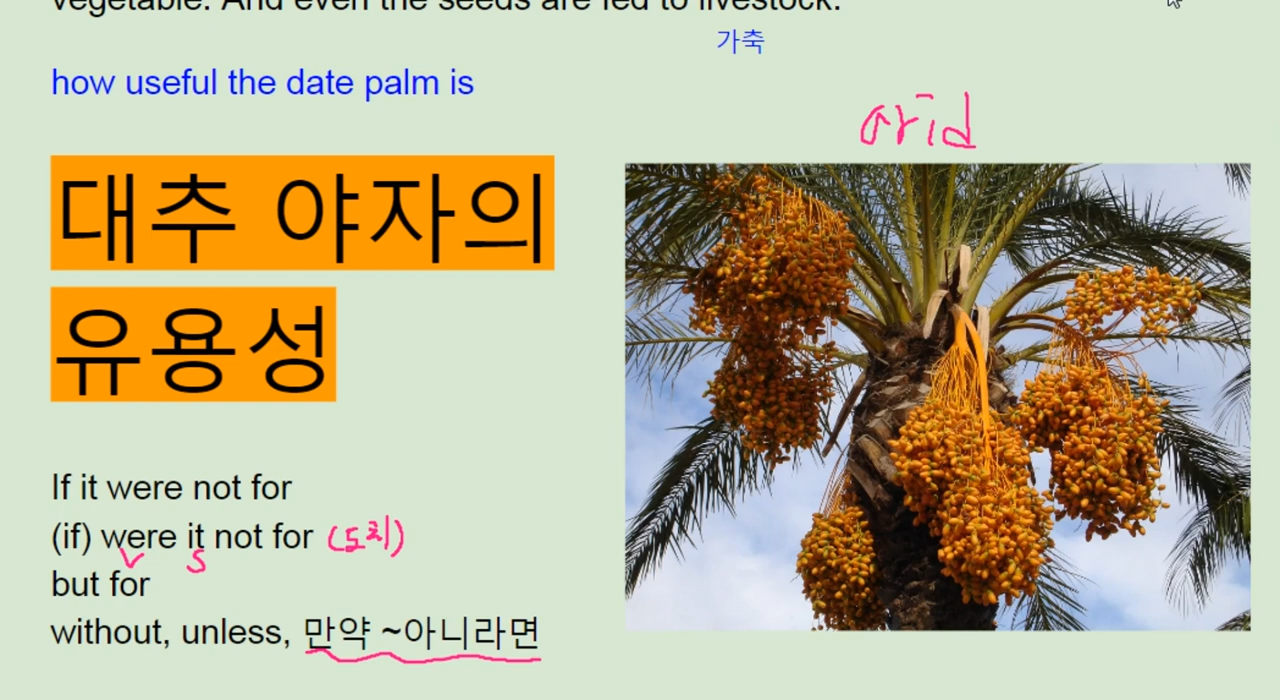 vegetable. And even the seeds are fed to livestock.
가축
how useful the date palm is
arid
대추 야자의
유용성
If it were not for
(if) were it not for (도치)
v s
but for
without, unless, 만약 ~아니라면